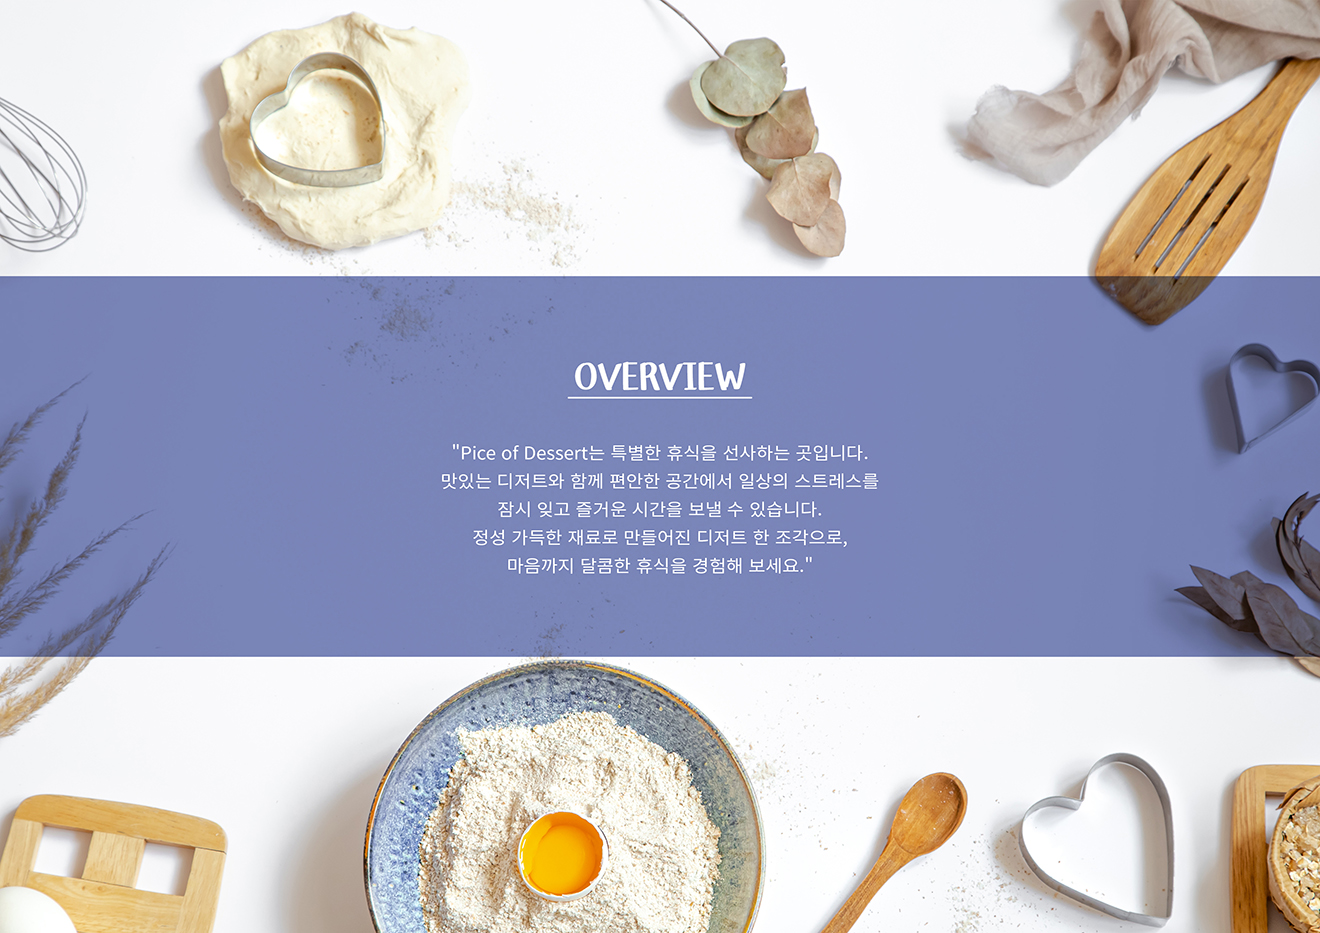 OVERVIEW
"Pice of Dessert는 특별한 휴식을 선사하는 곳입니다.
맛있는 디저트와 함께 편안한 공간에서 일상의 스트레스를
잠시 잊고 즐거운 시간을 보낼 수 있습니다.
정성 가득한 재료로 만들어진 디저트 한 조각으로,
마음까지 달콤한 휴식을 경험해 보세요."